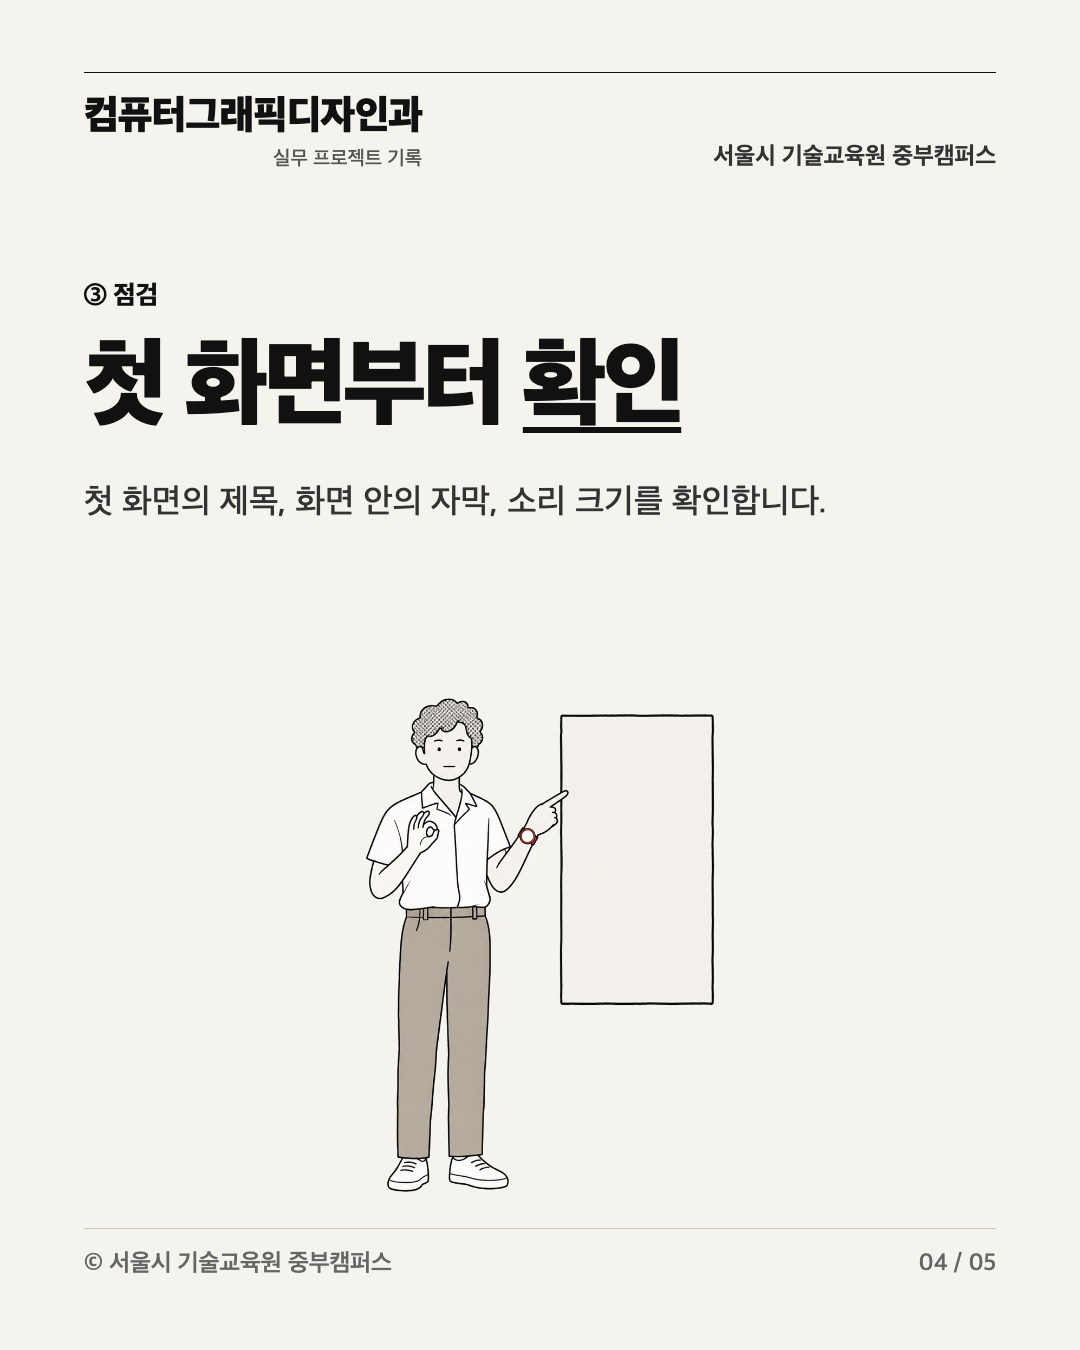 컴퓨터그래픽디자인과
실무 프로젝트 기록
서울시 기술교육원 중부캠퍼스
③ 점검
첫 화면부터 확인
첫 화면의 제목, 화면 안의 자막, 소리 크기를 확인합니다.
© 서울시 기술교육원 중부캠퍼스
04 / 05